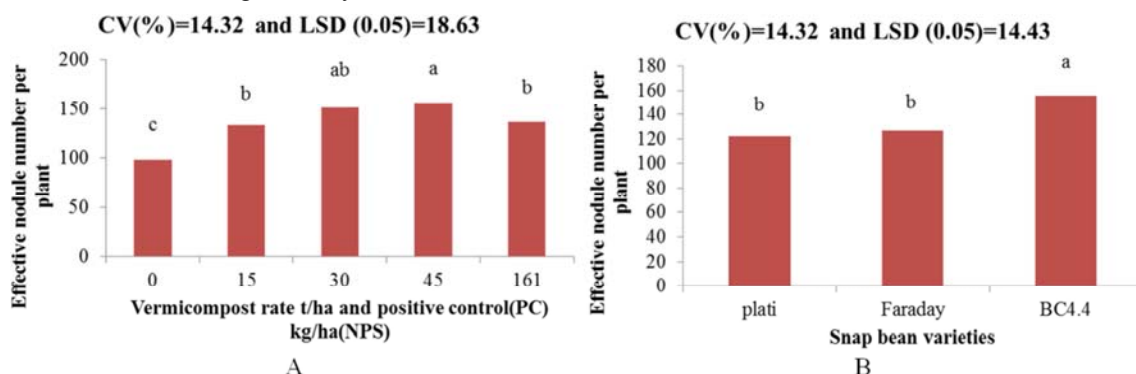 CV(%)=14.32 and LSD (0.05)=18.63
Effective nodule number per
plant
200
150
100
50
0
c
b
ab
a
b
0 15 30 45 161
Vermicompost rate t/ha and positive control(PC)
kg/ha(NPS)
A
CV(%)=14.32 and LSD (0.05)=14.43
Effective nodule number per
plant
180
160
140
120
100
80
60
40
20
0
b
b
a
plati Faraday BC4.4
Snap bean varieties
B